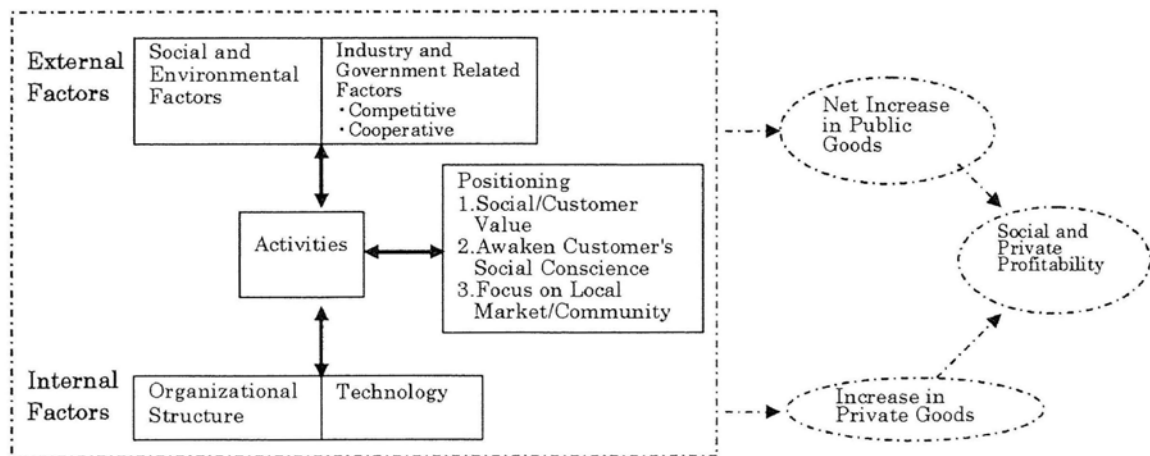 External
Factors
Social and
Environmental
Factors
Industry and
Government Related
Factors
・Competitive
・Cooperative
Activities
Positioning
1.Social/Customer
Value
2.Awaken Customer's
Social Conscience
3.Focus on Local
Market/Community
Internal
Factors
Organizational
Structure
Technology
Net Increase
in Public
Goods
Social and
Private
Profitability
Increase in
Private Goods